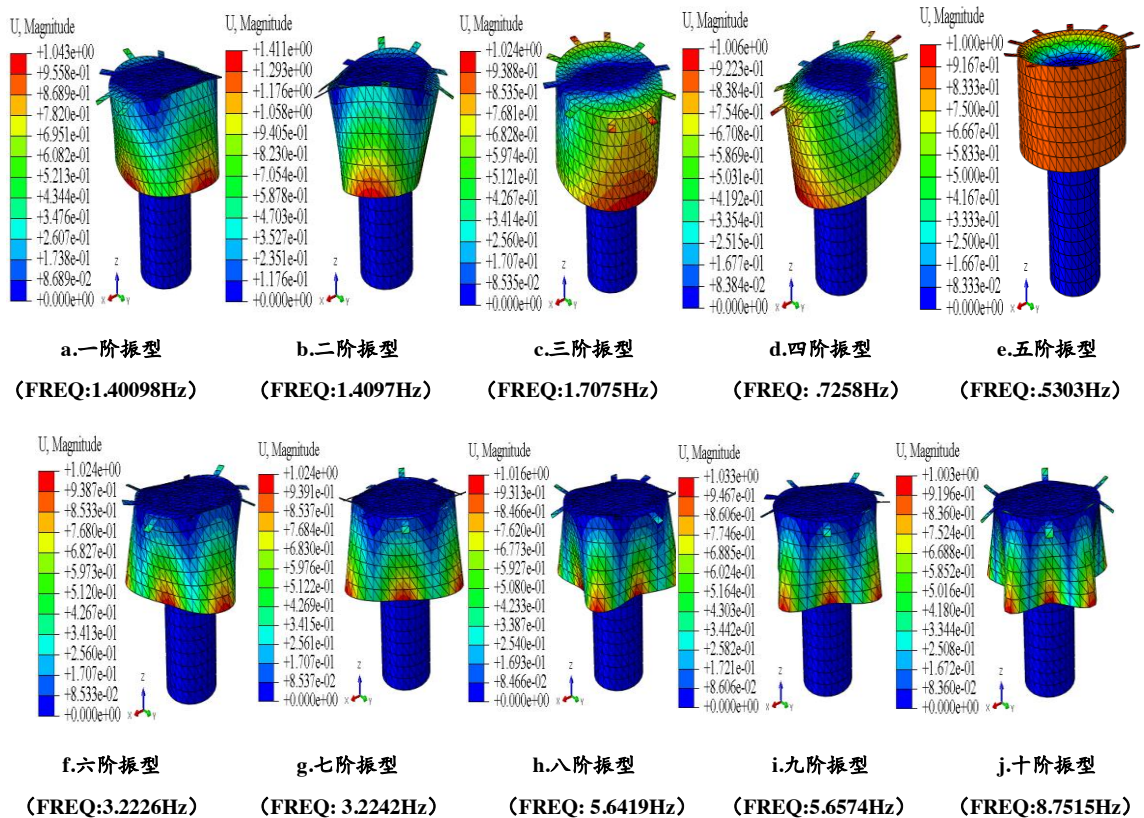 U, Magnitude
+1.043e+00
+9.558e-01
+8.689e-01
+7.820e-01
+6.951e-01
+6.082e-01
+5.213e-01
+4.344e-01
+3.476e-01
+2.607e-01
+1.738e-01
+8.689e-02
+0.000e+00
Z
X
Y
a.一阶振型
（FREQ:1.40098Hz）
U, Magnitude
+1.411e+00
+1.293e+00
+1.176e+00
+1.058e+00
+9.405e-01
+8.230e-01
+7.054e-01
+5.878e-01
+4.703e-01
+3.527e-01
+2.351e-01
+1.176e-01
+0.000e+00
Z
X
Y
b.二阶振型
（FREQ:1.4097Hz）
U, Magnitude
+1.024e+00
+9.388e-01
+8.535e-01
+7.681e-01
+6.828e-01
+5.974e-01
+5.121e-01
+4.267e-01
+3.414e-01
+2.560e-01
+1.707e-01
+8.535e-02
+0.000e+00
Z
X
Y
c.三阶振型
（FREQ:1.7075Hz）
U, Magnitude
+1.006e+00
+9.223e-01
+8.384e-01
+7.546e-01
+6.708e-01
+5.869e-01
+5.031e-01
+4.192e-01
+3.354e-01
+2.515e-01
+1.677e-01
+8.384e-02
+0.000e+00
Z
X
Y
d.四阶振型
（FREQ: .7258Hz）
U, Magnitude
+1.000e+00
+9.167e-01
+8.333e-01
+7.500e-01
+6.667e-01
+5.833e-01
+5.000e-01
+4.167e-01
+3.333e-01
+2.500e-01
+1.667e-01
+8.333e-02
+0.000e+00
Z
X
Y
e.五阶振型
（FREQ:.5303Hz）
U, Magnitude
+1.024e+00
+9.387e-01
+8.533e-01
+7.680e-01
+6.827e-01
+5.973e-01
+5.120e-01
+4.267e-01
+3.413e-01
+2.560e-01
+1.707e-01
+8.533e-02
+0.000e+00
Z
X
Y
f.六阶振型
（FREQ:3.2226Hz）
U, Magnitude
+1.024e+00
+9.391e-01
+8.537e-01
+7.684e-01
+6.830e-01
+5.976e-01
+5.122e-01
+4.269e-01
+3.415e-01
+2.561e-01
+1.707e-01
+8.537e-02
+0.000e+00
Z
X
Y
g.七阶振型
（FREQ: 3.2242Hz）
U, Magnitude
+1.016e+00
+9.313e-01
+8.466e-01
+7.620e-01
+6.773e-01
+5.927e-01
+5.080e-01
+4.233e-01
+3.387e-01
+2.540e-01
+1.693e-01
+8.466e-02
+0.000e+00
Z
X
Y
h.八阶振型
（FREQ: 5.6419Hz）
U, Magnitude
+1.033e+00
+9.467e-01
+8.606e-01
+7.746e-01
+6.885e-01
+6.024e-01
+5.164e-01
+4.303e-01
+3.442e-01
+2.582e-01
+1.721e-01
+8.606e-02
+0.000e+00
Z
X
Y
i.九阶振型
（FREQ:5.6574Hz）
U, Magnitude
+1.003e+00
+9.196e-01
+8.360e-01
+7.524e-01
+6.688e-01
+5.852e-01
+5.016e-01
+4.180e-01
+3.344e-01
+2.508e-01
+1.672e-01
+8.360e-02
+0.000e+00
Z
X
Y
j.十阶振型
（FREQ:8.7515Hz）